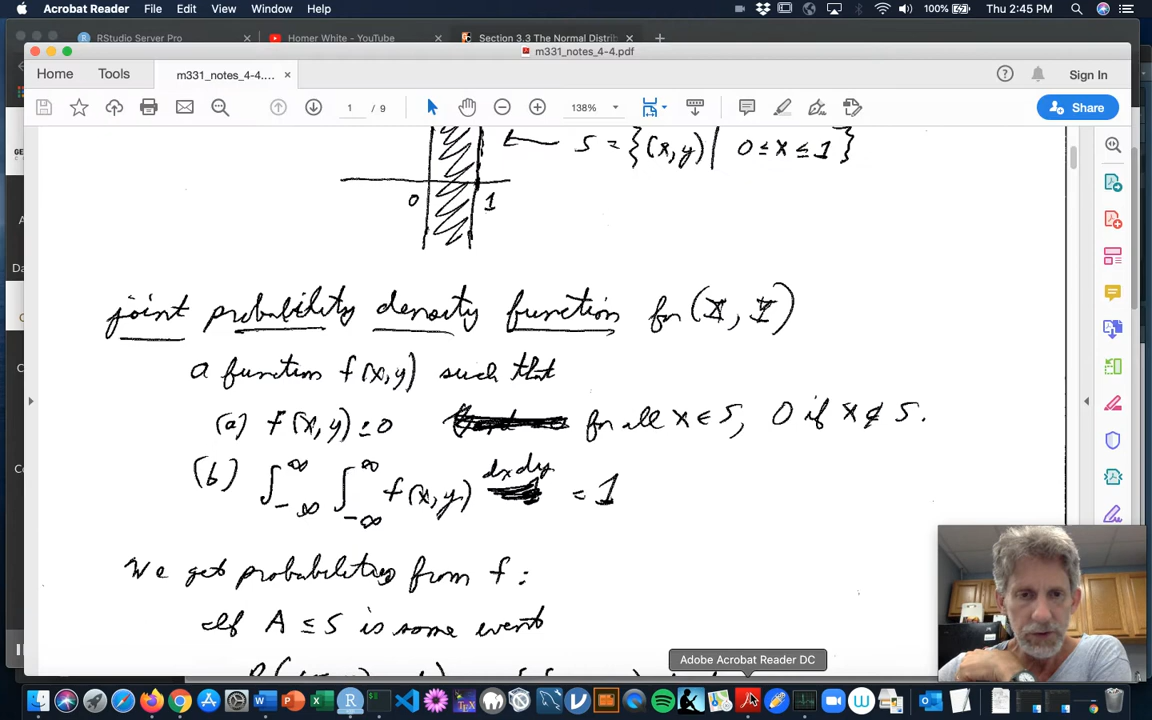 Acrobat Reader File Edit View Window Help 100% Thu 2:45 PM
RStudio Server Pro × Homer White - YouTube × Section 3.3 The Normal Distrib × +
m331_notes_4-4.pdf
Home Tools m331_notes_4-4.... × Sign In
1 / 9 138% Share
S = {(x,y) | 0 ≤ x ≤ 1}
0 1
joint probability density function for (X, Y)
a function f(x,y) such that
(a) f(x,y) ≥ 0 for all x ∈ S, 0 if x ∉ S.
(b) ∫_{-∞}^{∞} ∫_{-∞}^{∞} f(x,y) dx dy = 1
We get probabilities from f:
If A ≤ S is some event
Adobe Acrobat Reader DC